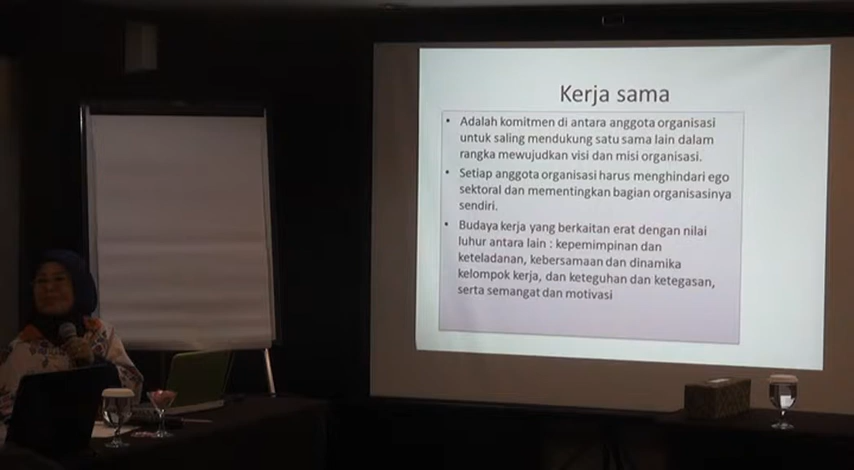 Kerja sama
• Adalah komitmen di antara anggota organisasi
untuk saling mendukung satu sama lain dalam
rangka mewujudkan visi dan misi organisasi.
• Setiap anggota organisasi harus menghindari ego
sektoral dan mementingkan bagian organisasinya
sendiri.
• Budaya kerja yang berkaitan erat dengan nilai
luhur antara lain : kepemimpinan dan
keteladanan, kebersamaan dan dinamika
kelompok kerja, dan keteguhan dan ketegasan,
serta semangat dan motivasi